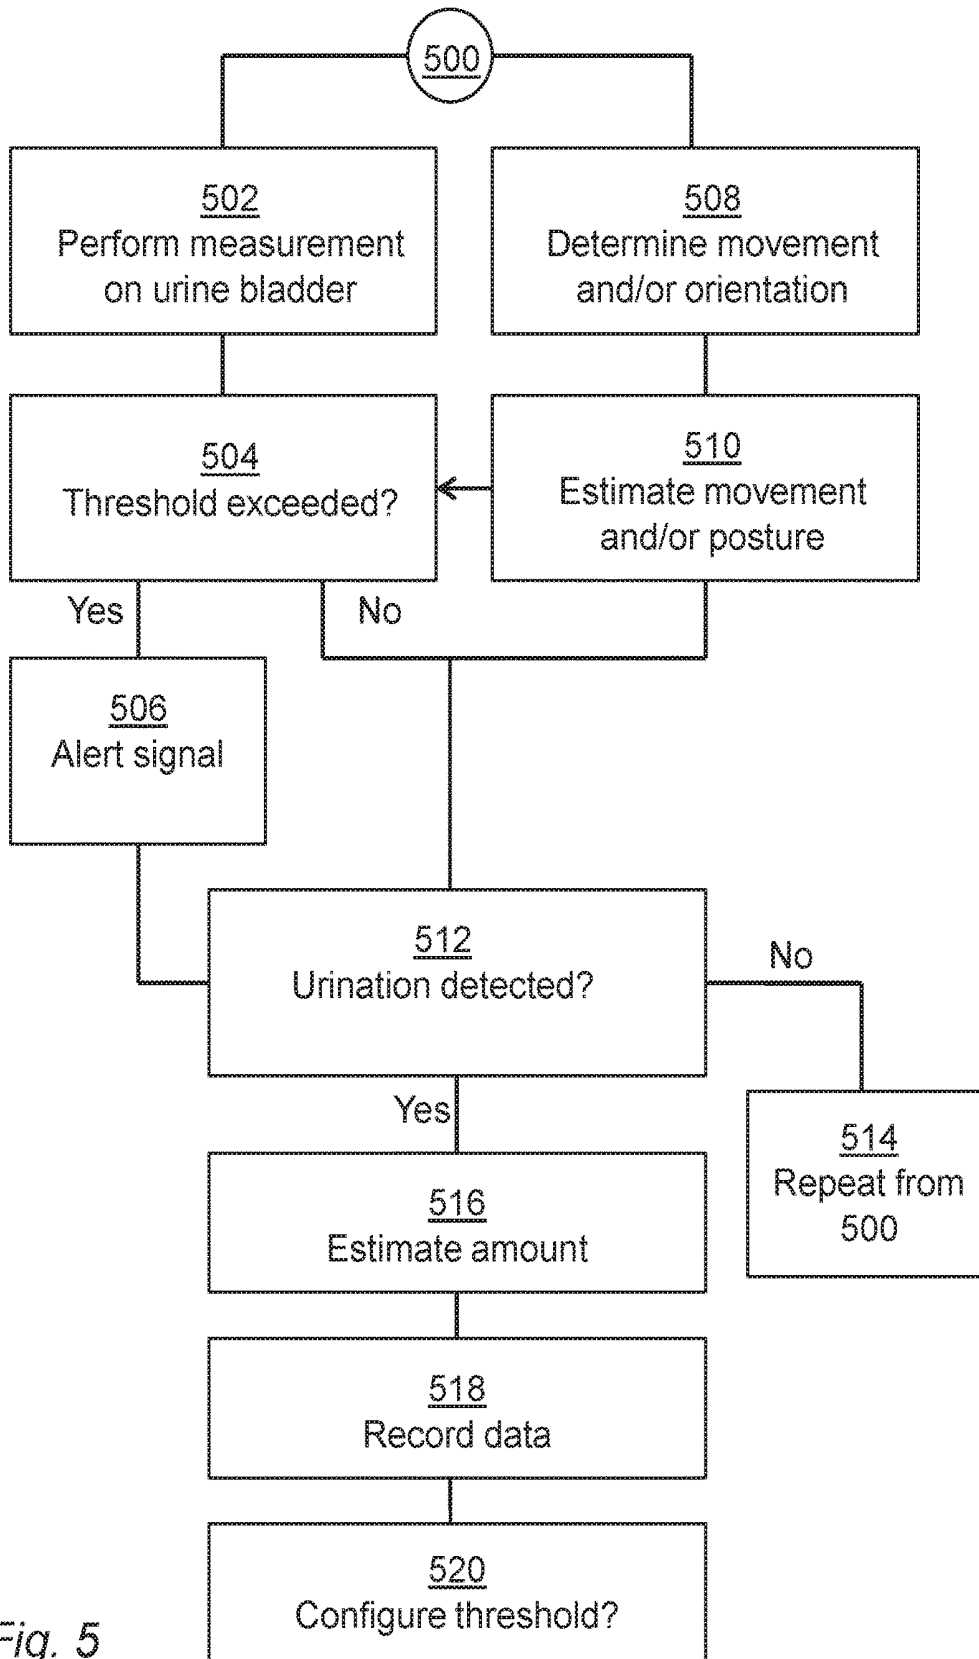 500
502
Perform measurement
on urine bladder
508
Determine movement
and/or orientation
504
Threshold exceeded?
510
Estimate movement
and/or posture
Yes
No
506
Alert signal
512
Urination detected?
No
Yes
514
Repeat from
500
516
Estimate amount
518
Record data
520
Configure threshold?
Fig. 5